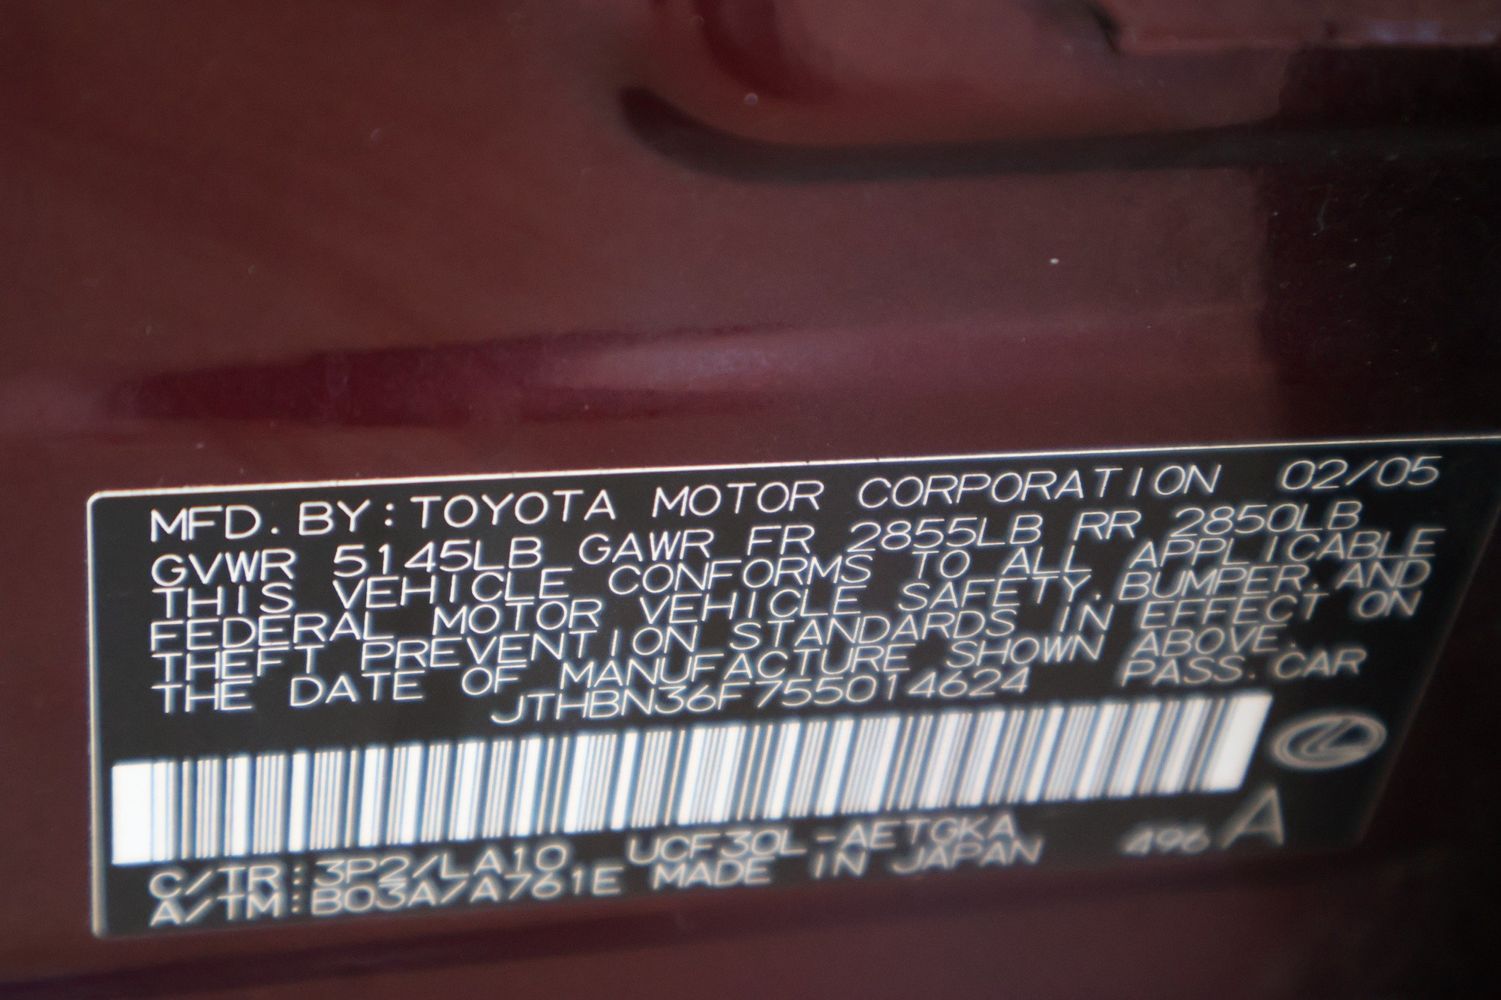 MFD. BY: TOYOTA MOTOR CORPORATION 02/05
GVWR 5145LB GAWR FR 2855LB RR 2850LB
THIS VEHICLE CONFORMS TO ALL APPLICABLE
FEDERAL MOTOR VEHICLE SAFETY, BUMPER, AND
THEFT PREVENTION STANDARDS IN EFFECT ON
THE DATE OF MANUFACTURE SHOWN ABOVE.
JTHBN36F755014624 PASS. CAR
C/TR: 3P2/LA10 UCF30L-AETGKA 496 A
A/TM: B03A/A761E MADE IN JAPAN